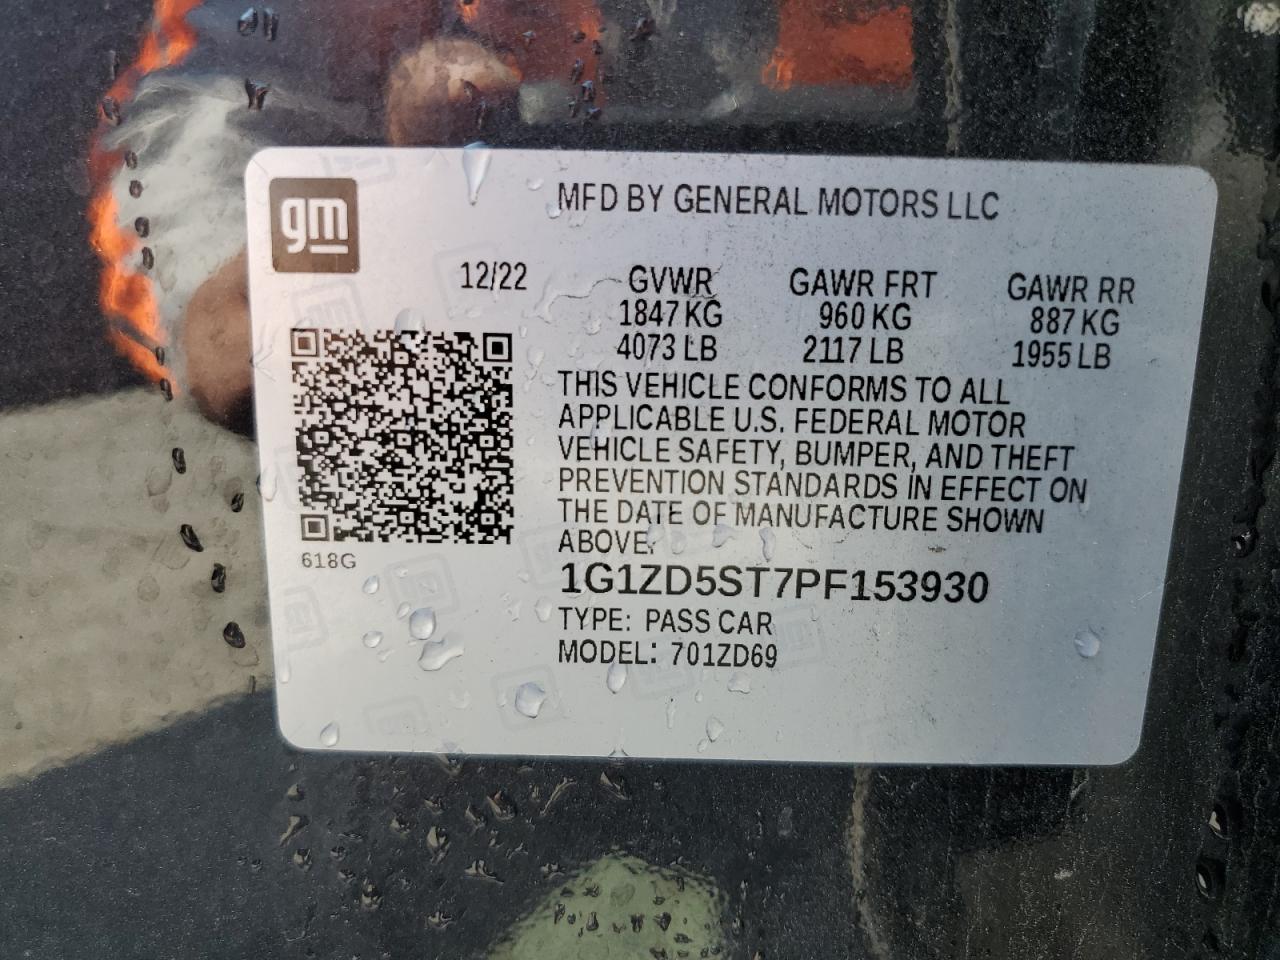 gm
MFD BY GENERAL MOTORS LLC
12/22
GVWR GAWR FRT GAWR RR
1847 KG 960 KG 887 KG
4073 LB 2117 LB 1955 LB
THIS VEHICLE CONFORMS TO ALL
APPLICABLE U.S. FEDERAL MOTOR
VEHICLE SAFETY, BUMPER, AND THEFT
PREVENTION STANDARDS IN EFFECT ON
THE DATE OF MANUFACTURE SHOWN
ABOVE.
618G
1G1ZD5ST7PF153930
TYPE: PASS CAR
MODEL: 701ZD69